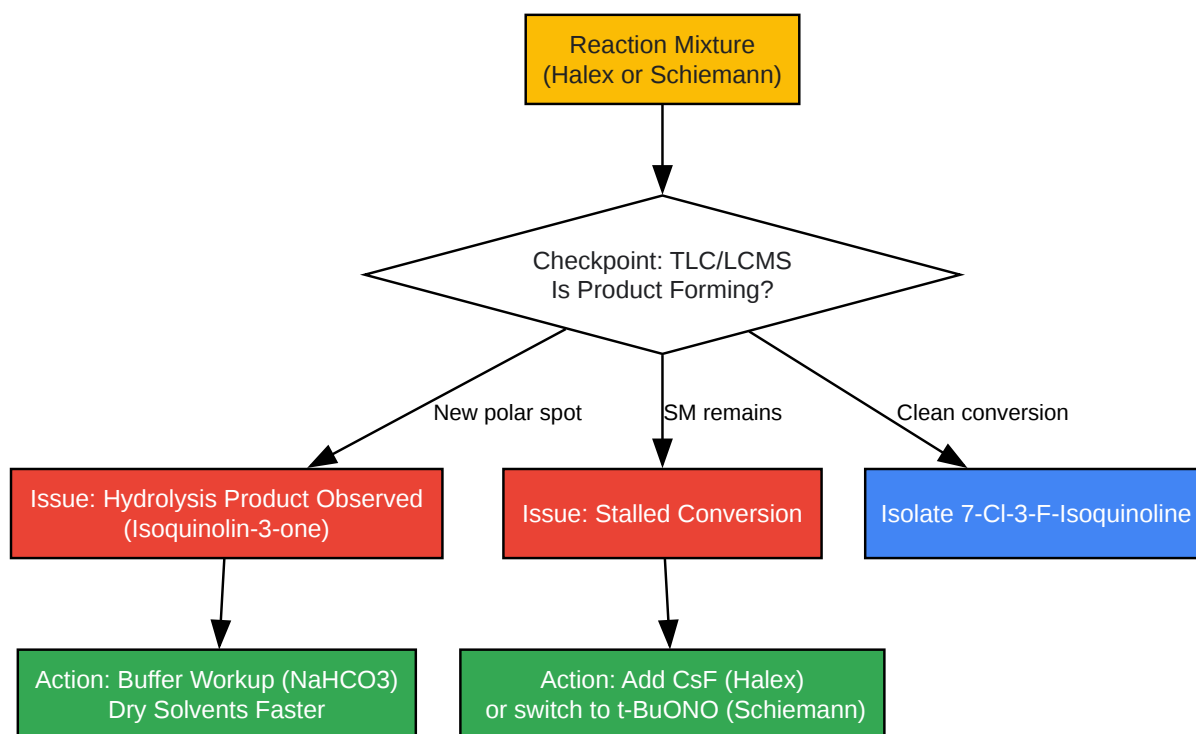 Reaction Mixture
(Halex or Schiemann)
Checkpoint: TLC/LCMS
Is Product Forming?
New polar spot
SM remains
Clean conversion
Issue: Hydrolysis Product Observed
(Isoquinolin-3-one)
Issue: Stalled Conversion
Isolate 7-Cl-3-F-Isoquinoline
Action: Buffer Workup (NaHCO3)
Dry Solvents Faster
Action: Add CsF (Halex)
or switch to t-BuONO (Schiemann)